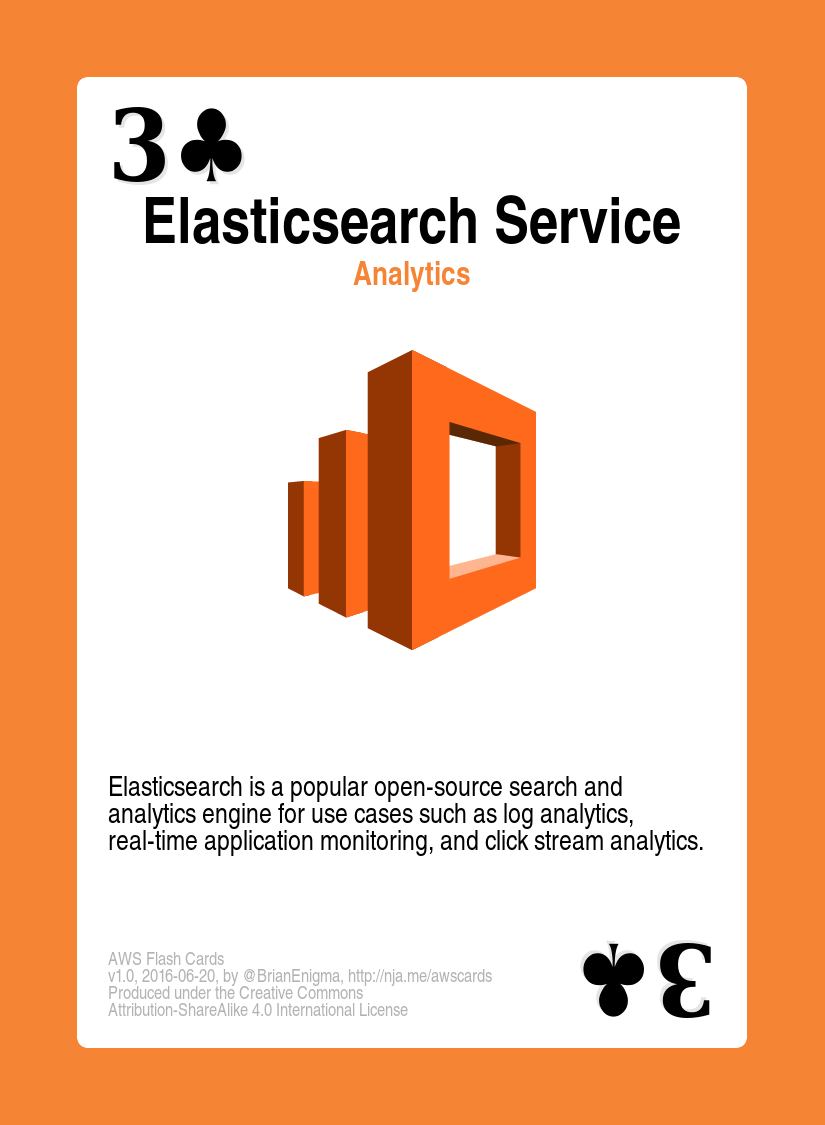 3♣
Elasticsearch Service
Analytics
Elasticsearch is a popular open-source search and
analytics engine for use cases such as log analytics,
real-time application monitoring, and click stream analytics.
AWS Flash Cards
v1.0, 2016-06-20, by @BrianEnigma, http://nja.me/awscards
Produced under the Creative Commons
Attribution-ShareAlike 4.0 International License
3♣